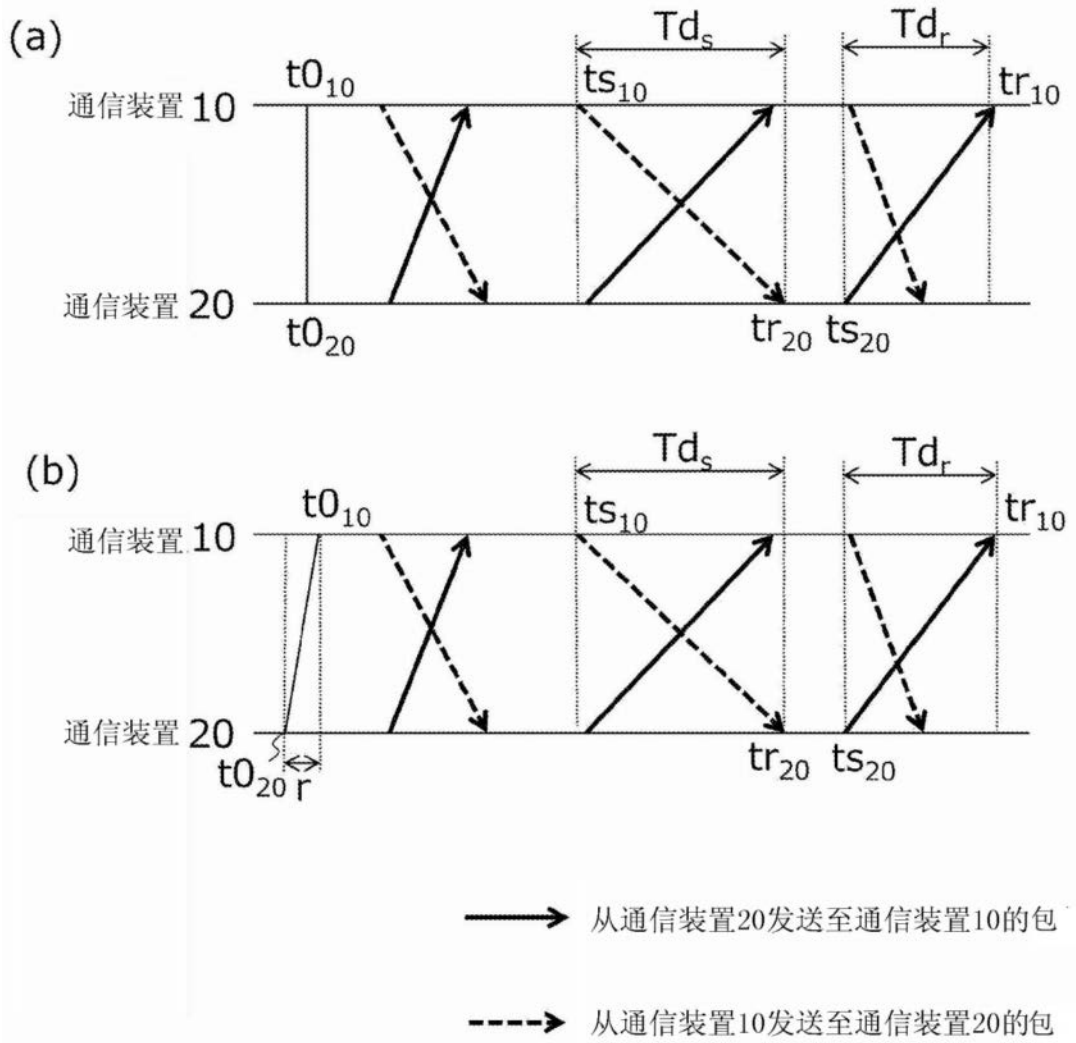 (a)
Td_s Td_r
t0_10 ts_10 tr_10
通信装置 10
通信装置 20
t0_20 tr_20 ts_20
(b)
Td_s Td_r
t0_10 ts_10 tr_10
通信装置 10
通信装置 20
t0_20 r tr_20 ts_20
从通信装置20发送至通信装置10的包
从通信装置10发送至通信装置20的包